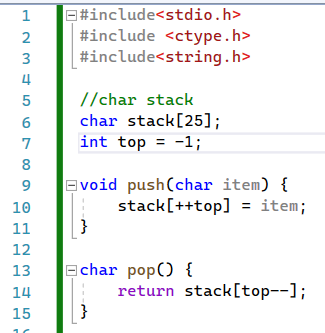 1 #include<stdio.h>
2 #include <ctype.h>
3 #include<string.h>
4
5 //char stack
6 char stack[25];
7 int top = -1;
8
9 void push(char item) {
10     stack[++top] = item;
11 }
12
13 char pop() {
14     return stack[top--];
15 }